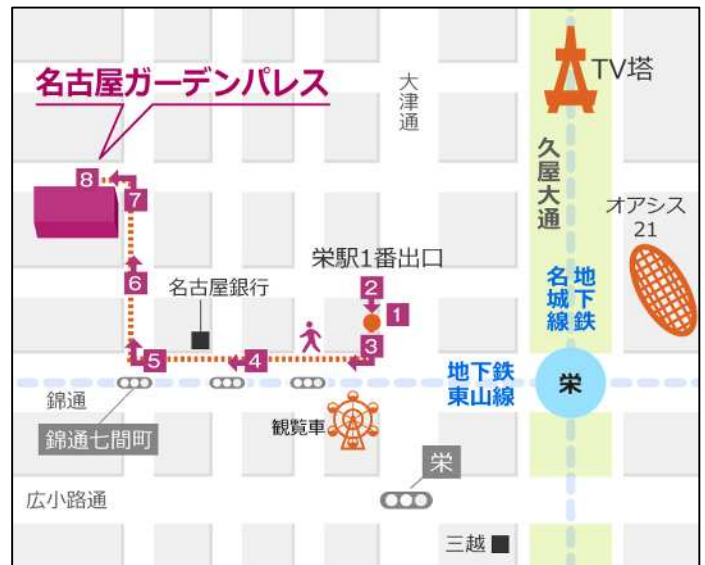 名古屋ガーデンパレス
大津通
TV塔
久屋大通
オアシス
21
8
7
6
栄駅1番出口
2
1
名古屋銀行
3
5
4
地下鉄
名城線
地下鉄
東山線
栄
錦通
錦通七間町
観覧車
栄
広小路通
三越